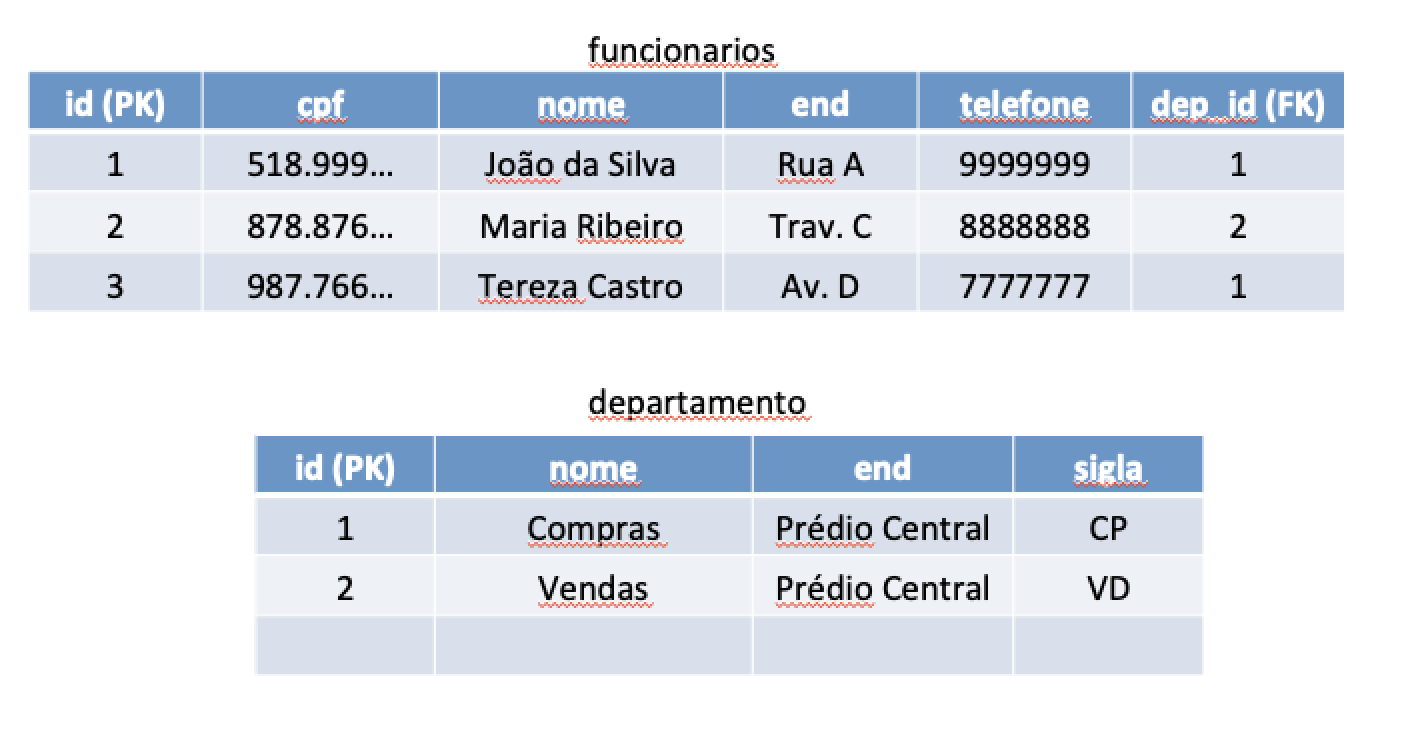 funcionarios
id (PK) cpf nome end telefone dep_id (FK)
1 518.999... João da Silva Rua A 9999999 1
2 878.876... Maria Ribeiro Trav. C 8888888 2
3 987.766... Tereza Castro Av. D 7777777 1
departamento
id (PK) nome end sigla
1 Compras Prédio Central CP
2 Vendas Prédio Central VD